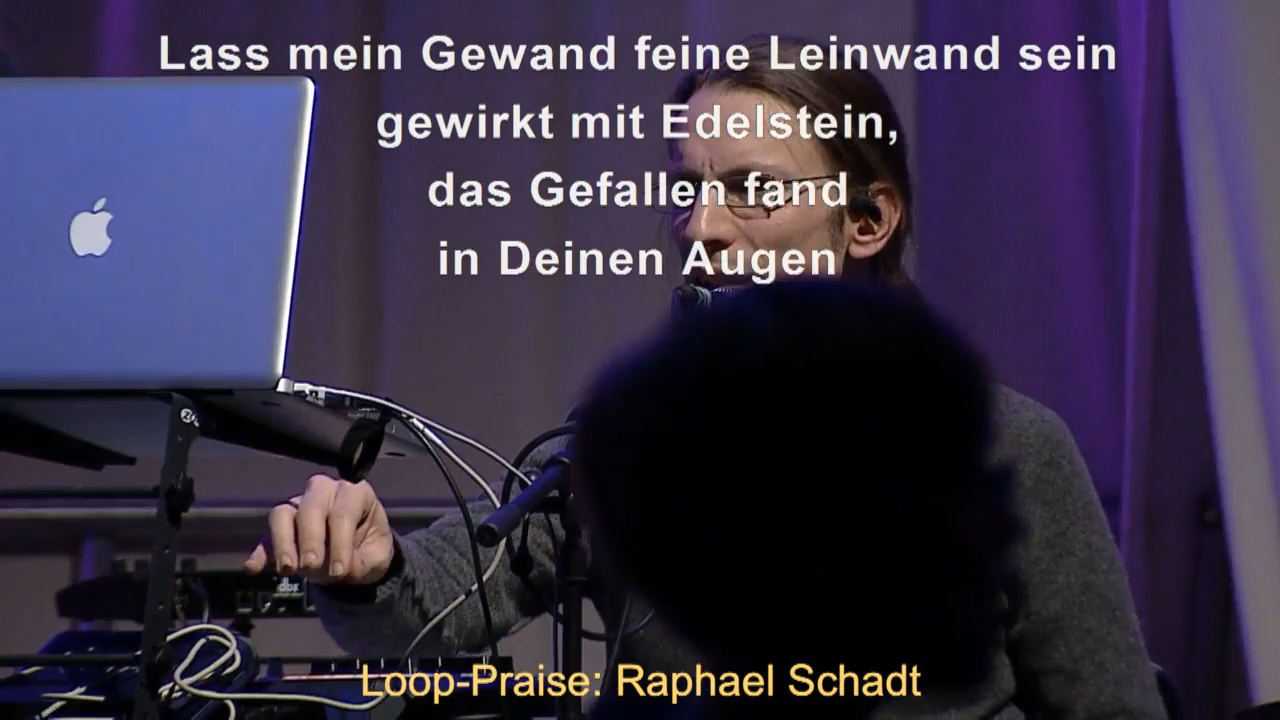 Lass mein Gewand feine Leinwand sein
gewirkt mit Edelstein,
das Gefallen fand
in Deinen Augen
dbx
Loop-Praise: Raphael Schadt